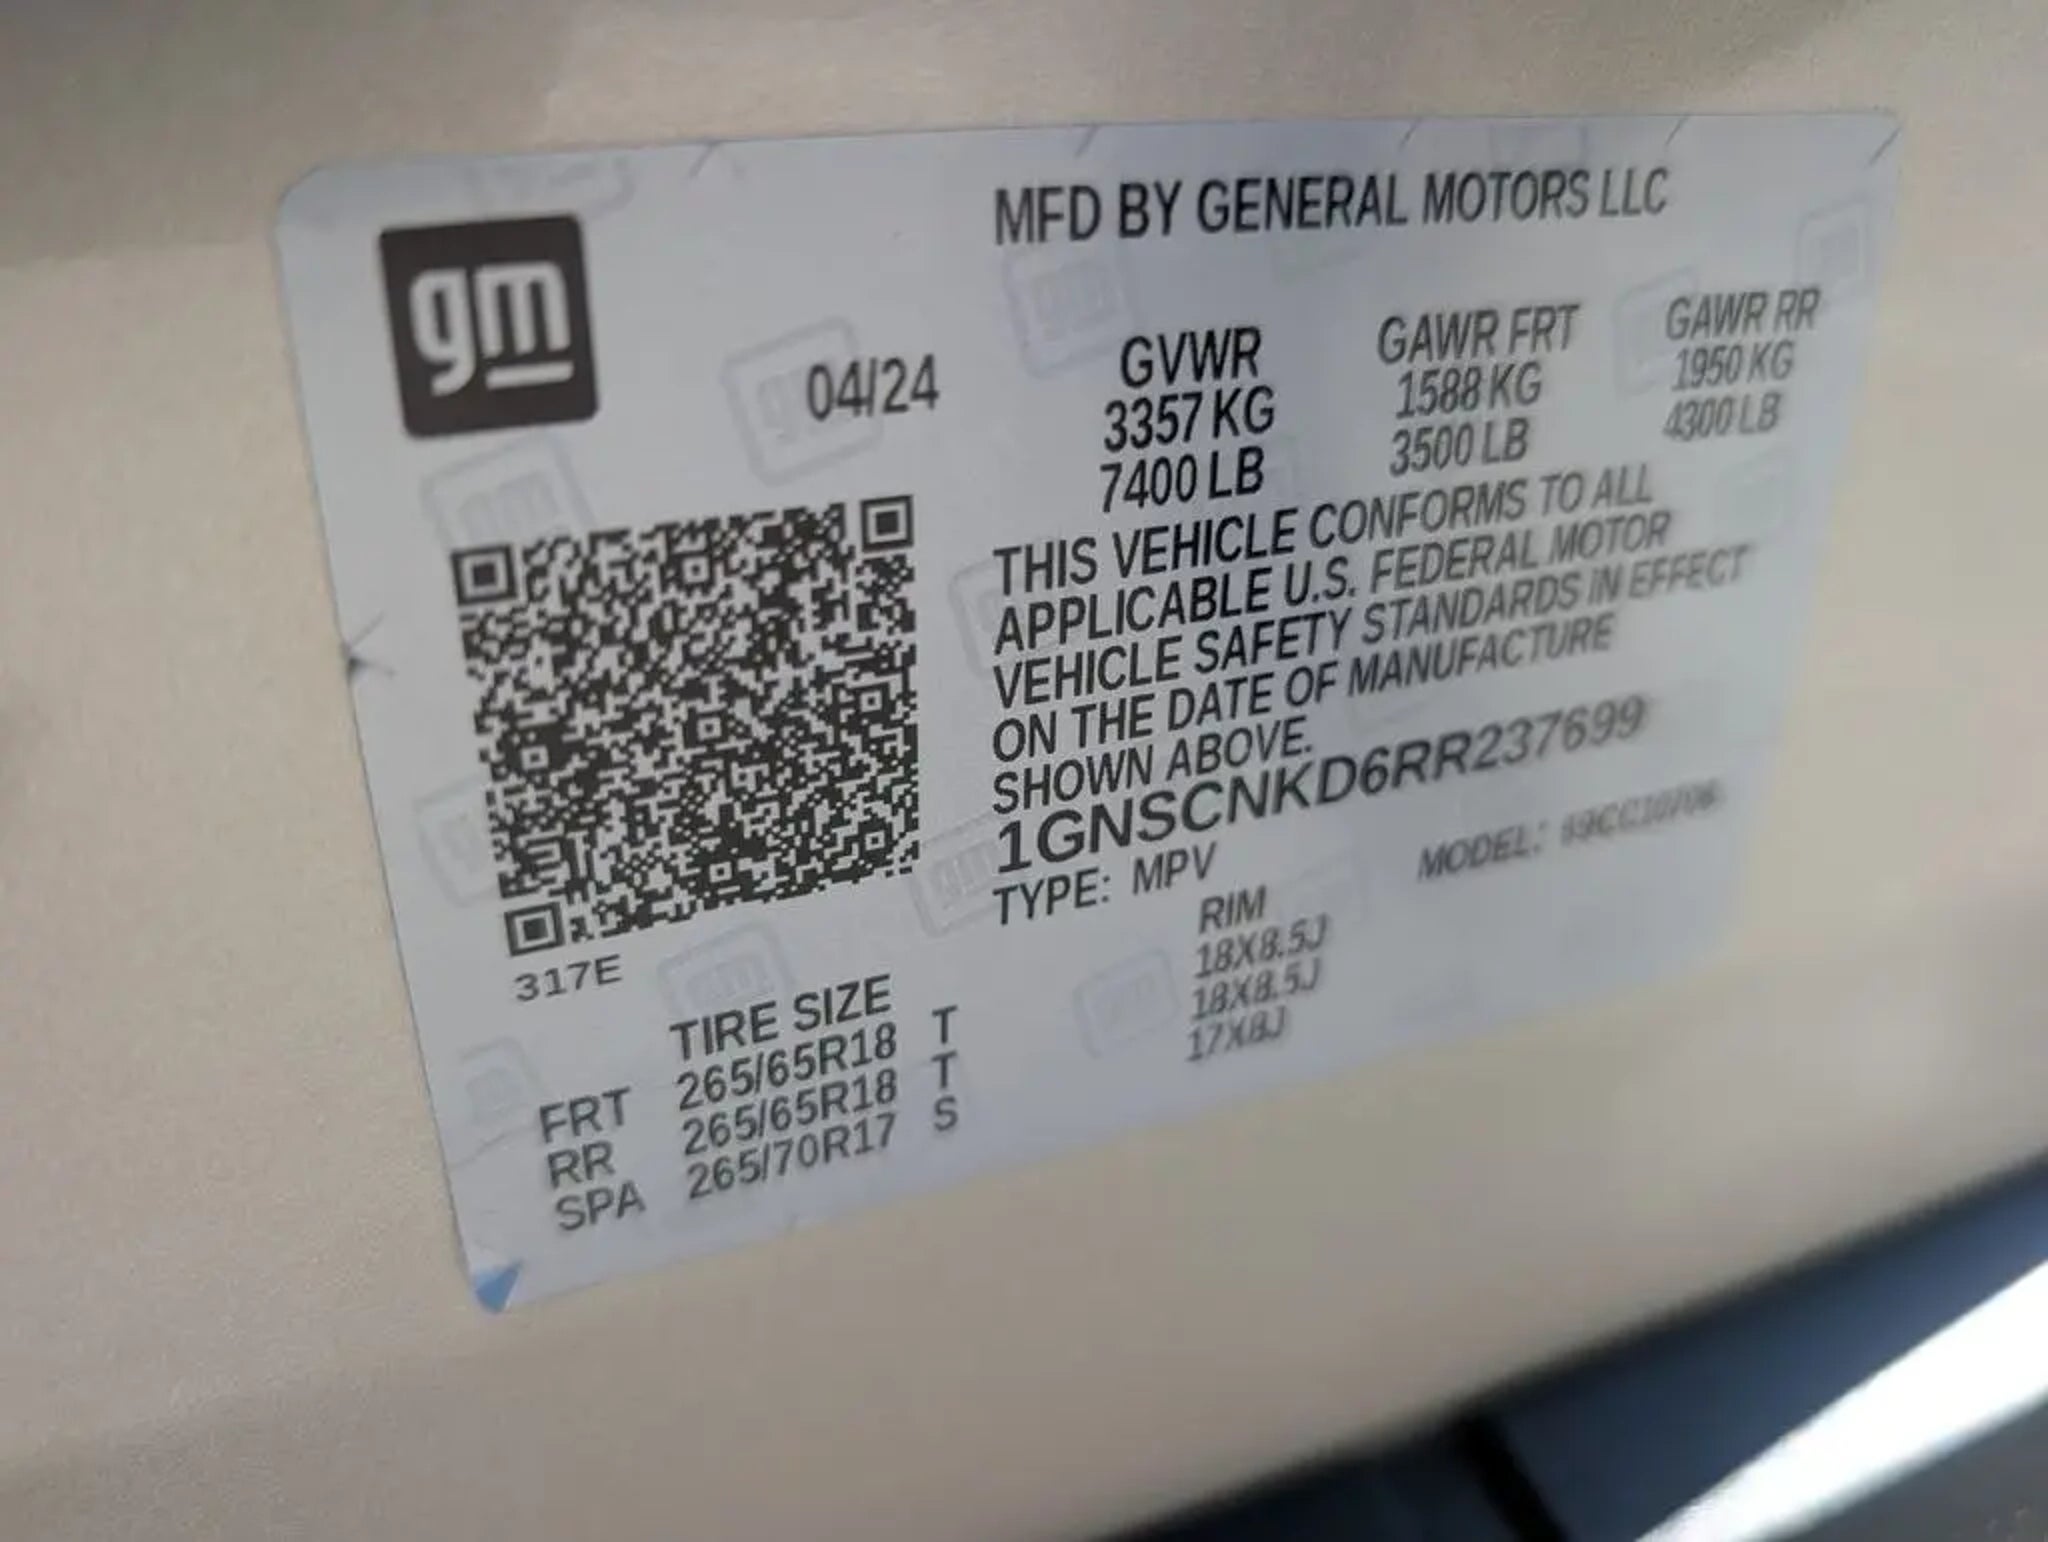 gm
MFD BY GENERAL MOTORS LLC
04/24
GVWR GAWR FRT GAWR RR
3357 KG 1588 KG 1950 KG
7400 LB 3500 LB 4300 LB
THIS VEHICLE CONFORMS TO ALL
APPLICABLE U.S. FEDERAL MOTOR
VEHICLE SAFETY STANDARDS IN EFFECT
ON THE DATE OF MANUFACTURE
SHOWN ABOVE.
1GNSCNKD6RR237699
TYPE: MPV MODEL:
317E
TIRE SIZE RIM
FRT 265/65R18 T 18X8.5J
RR 265/65R18 T 18X8.5J
SPA 265/70R17 S 17X8J